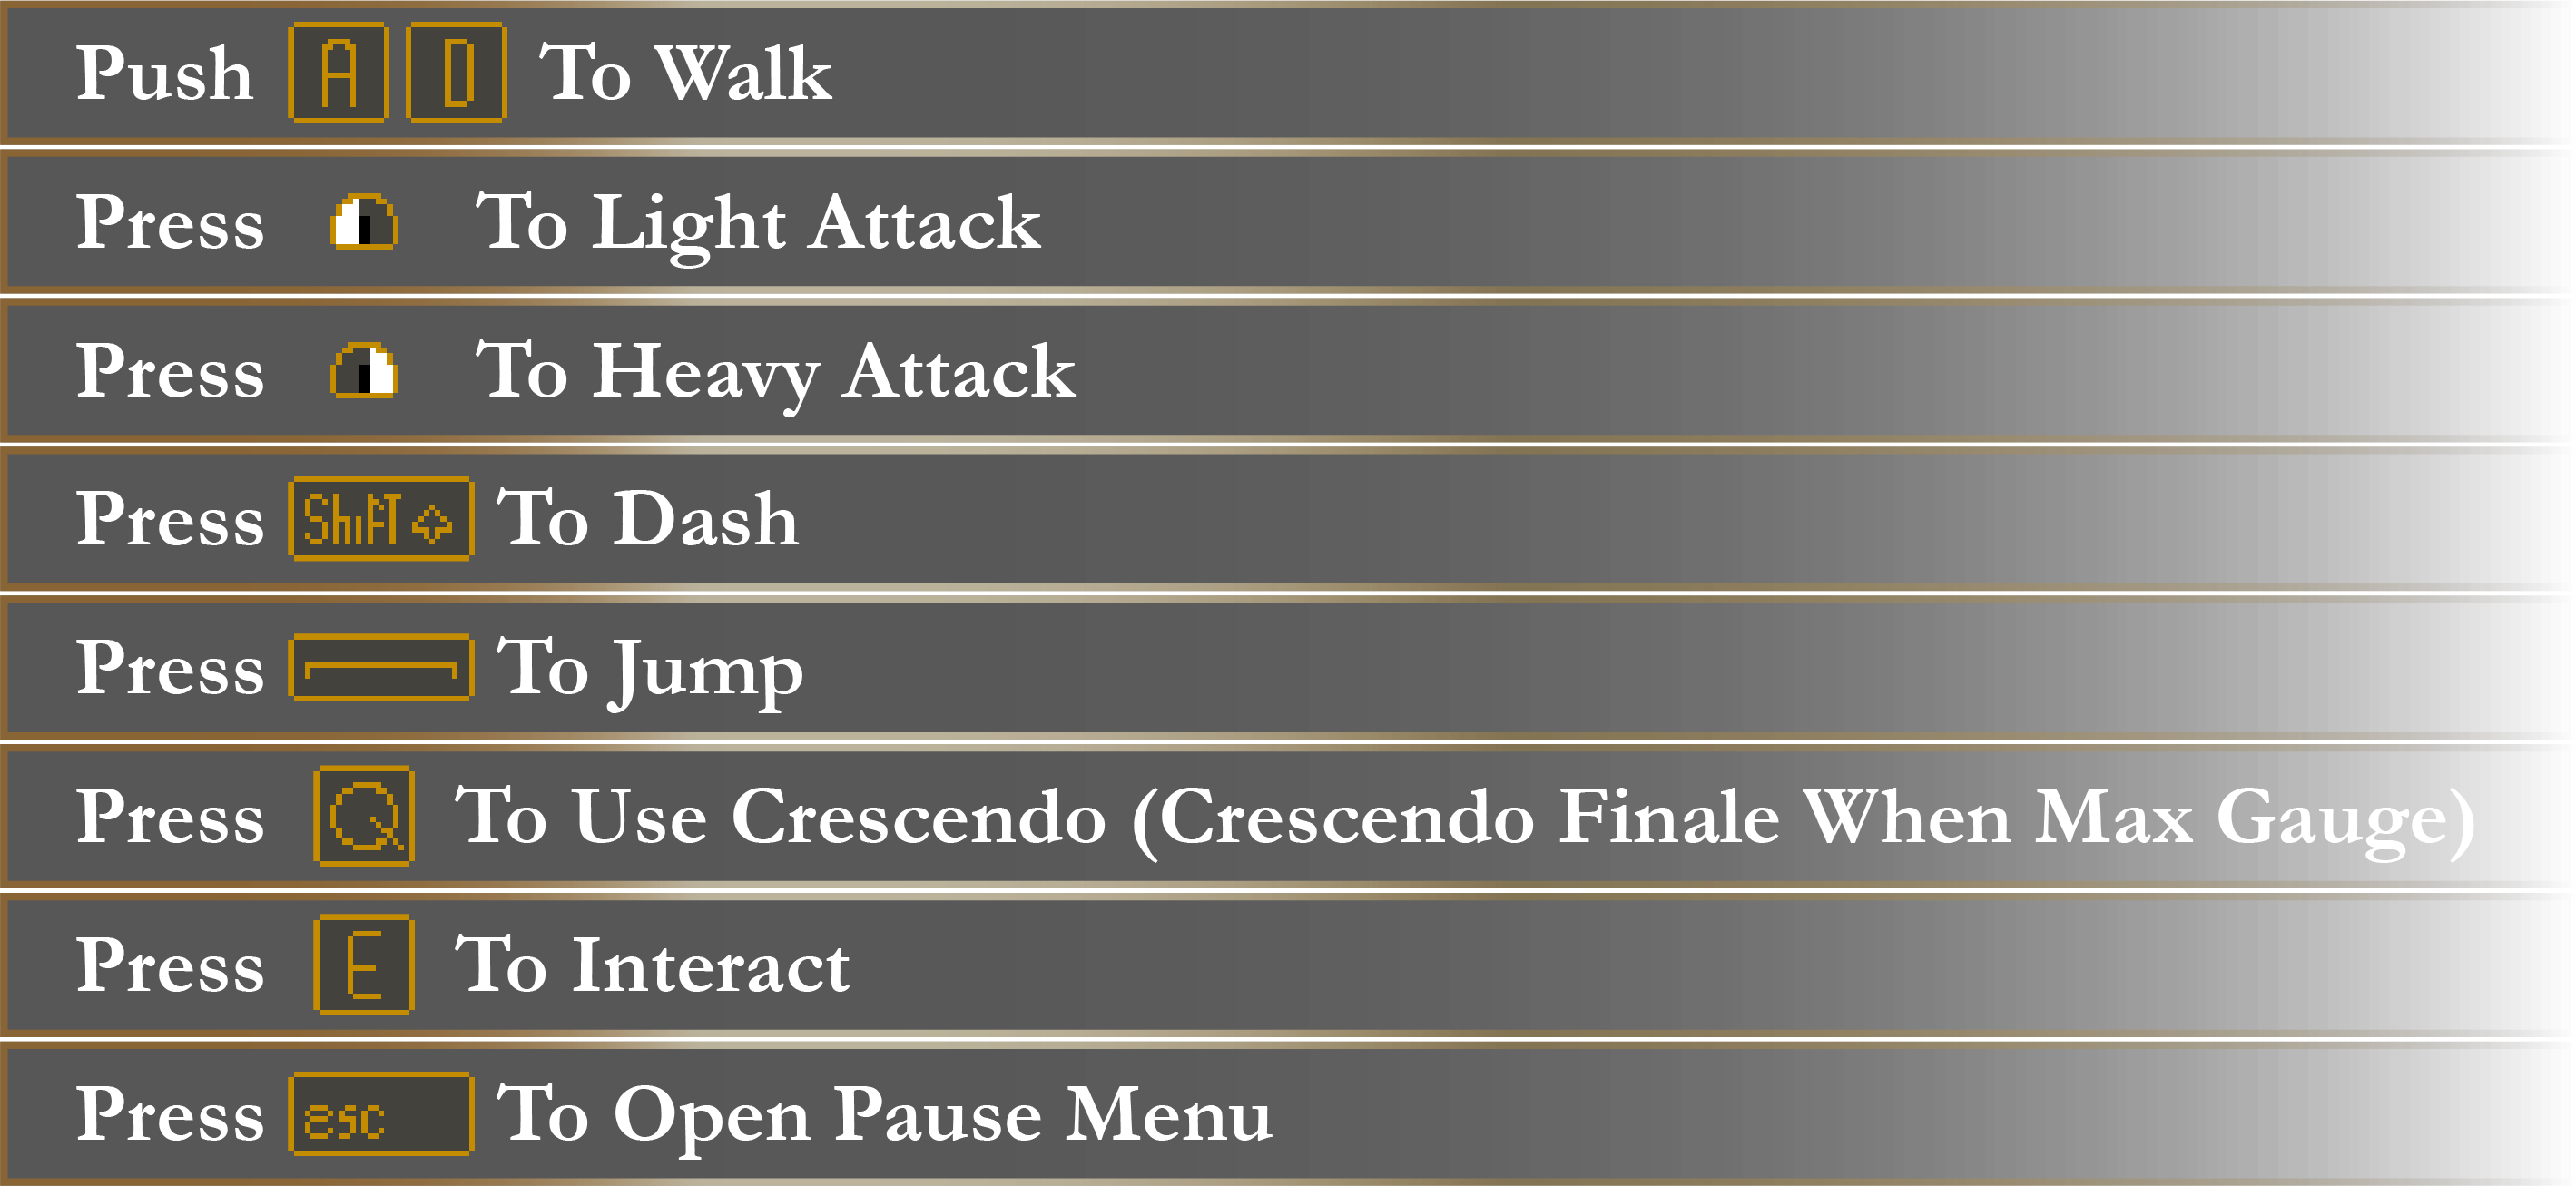 Push A D To Walk
Press To Light Attack
Press To Heavy Attack
Press Shift To Dash
Press To Jump
Press Q To Use Crescendo (Crescendo Finale When Max Gauge)
Press E To Interact
Press esc To Open Pause Menu